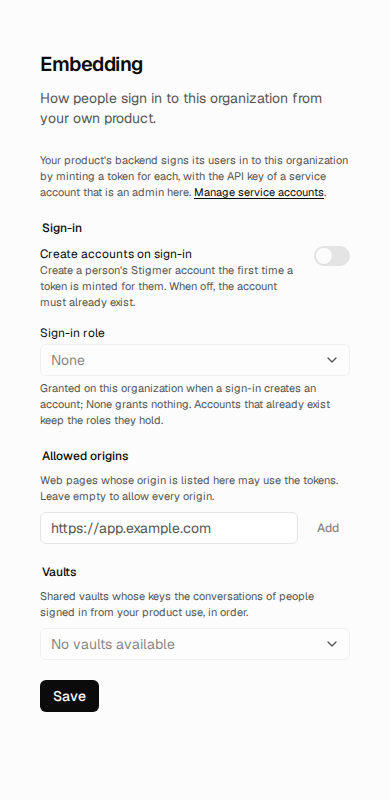 Embedding
How people sign in to this organization from
your own product.
Your product's backend signs its users in to this organization
by minting a token for each, with the API key of a service
account that is an admin here. Manage service accounts.
Sign-in
Create accounts on sign-in
Create a person's Stigmer account the first time a
token is minted for them. When off, the account
must already exist.
Sign-in role
None
Granted on this organization when a sign-in creates an
account; None grants nothing. Accounts that already exist
keep the roles they hold.
Allowed origins
Web pages whose origin is listed here may use the tokens.
Leave empty to allow every origin.
https://app.example.com
Add
Vaults
Shared vaults whose keys the conversations of people
signed in from your product use, in order.
No vaults available
Save